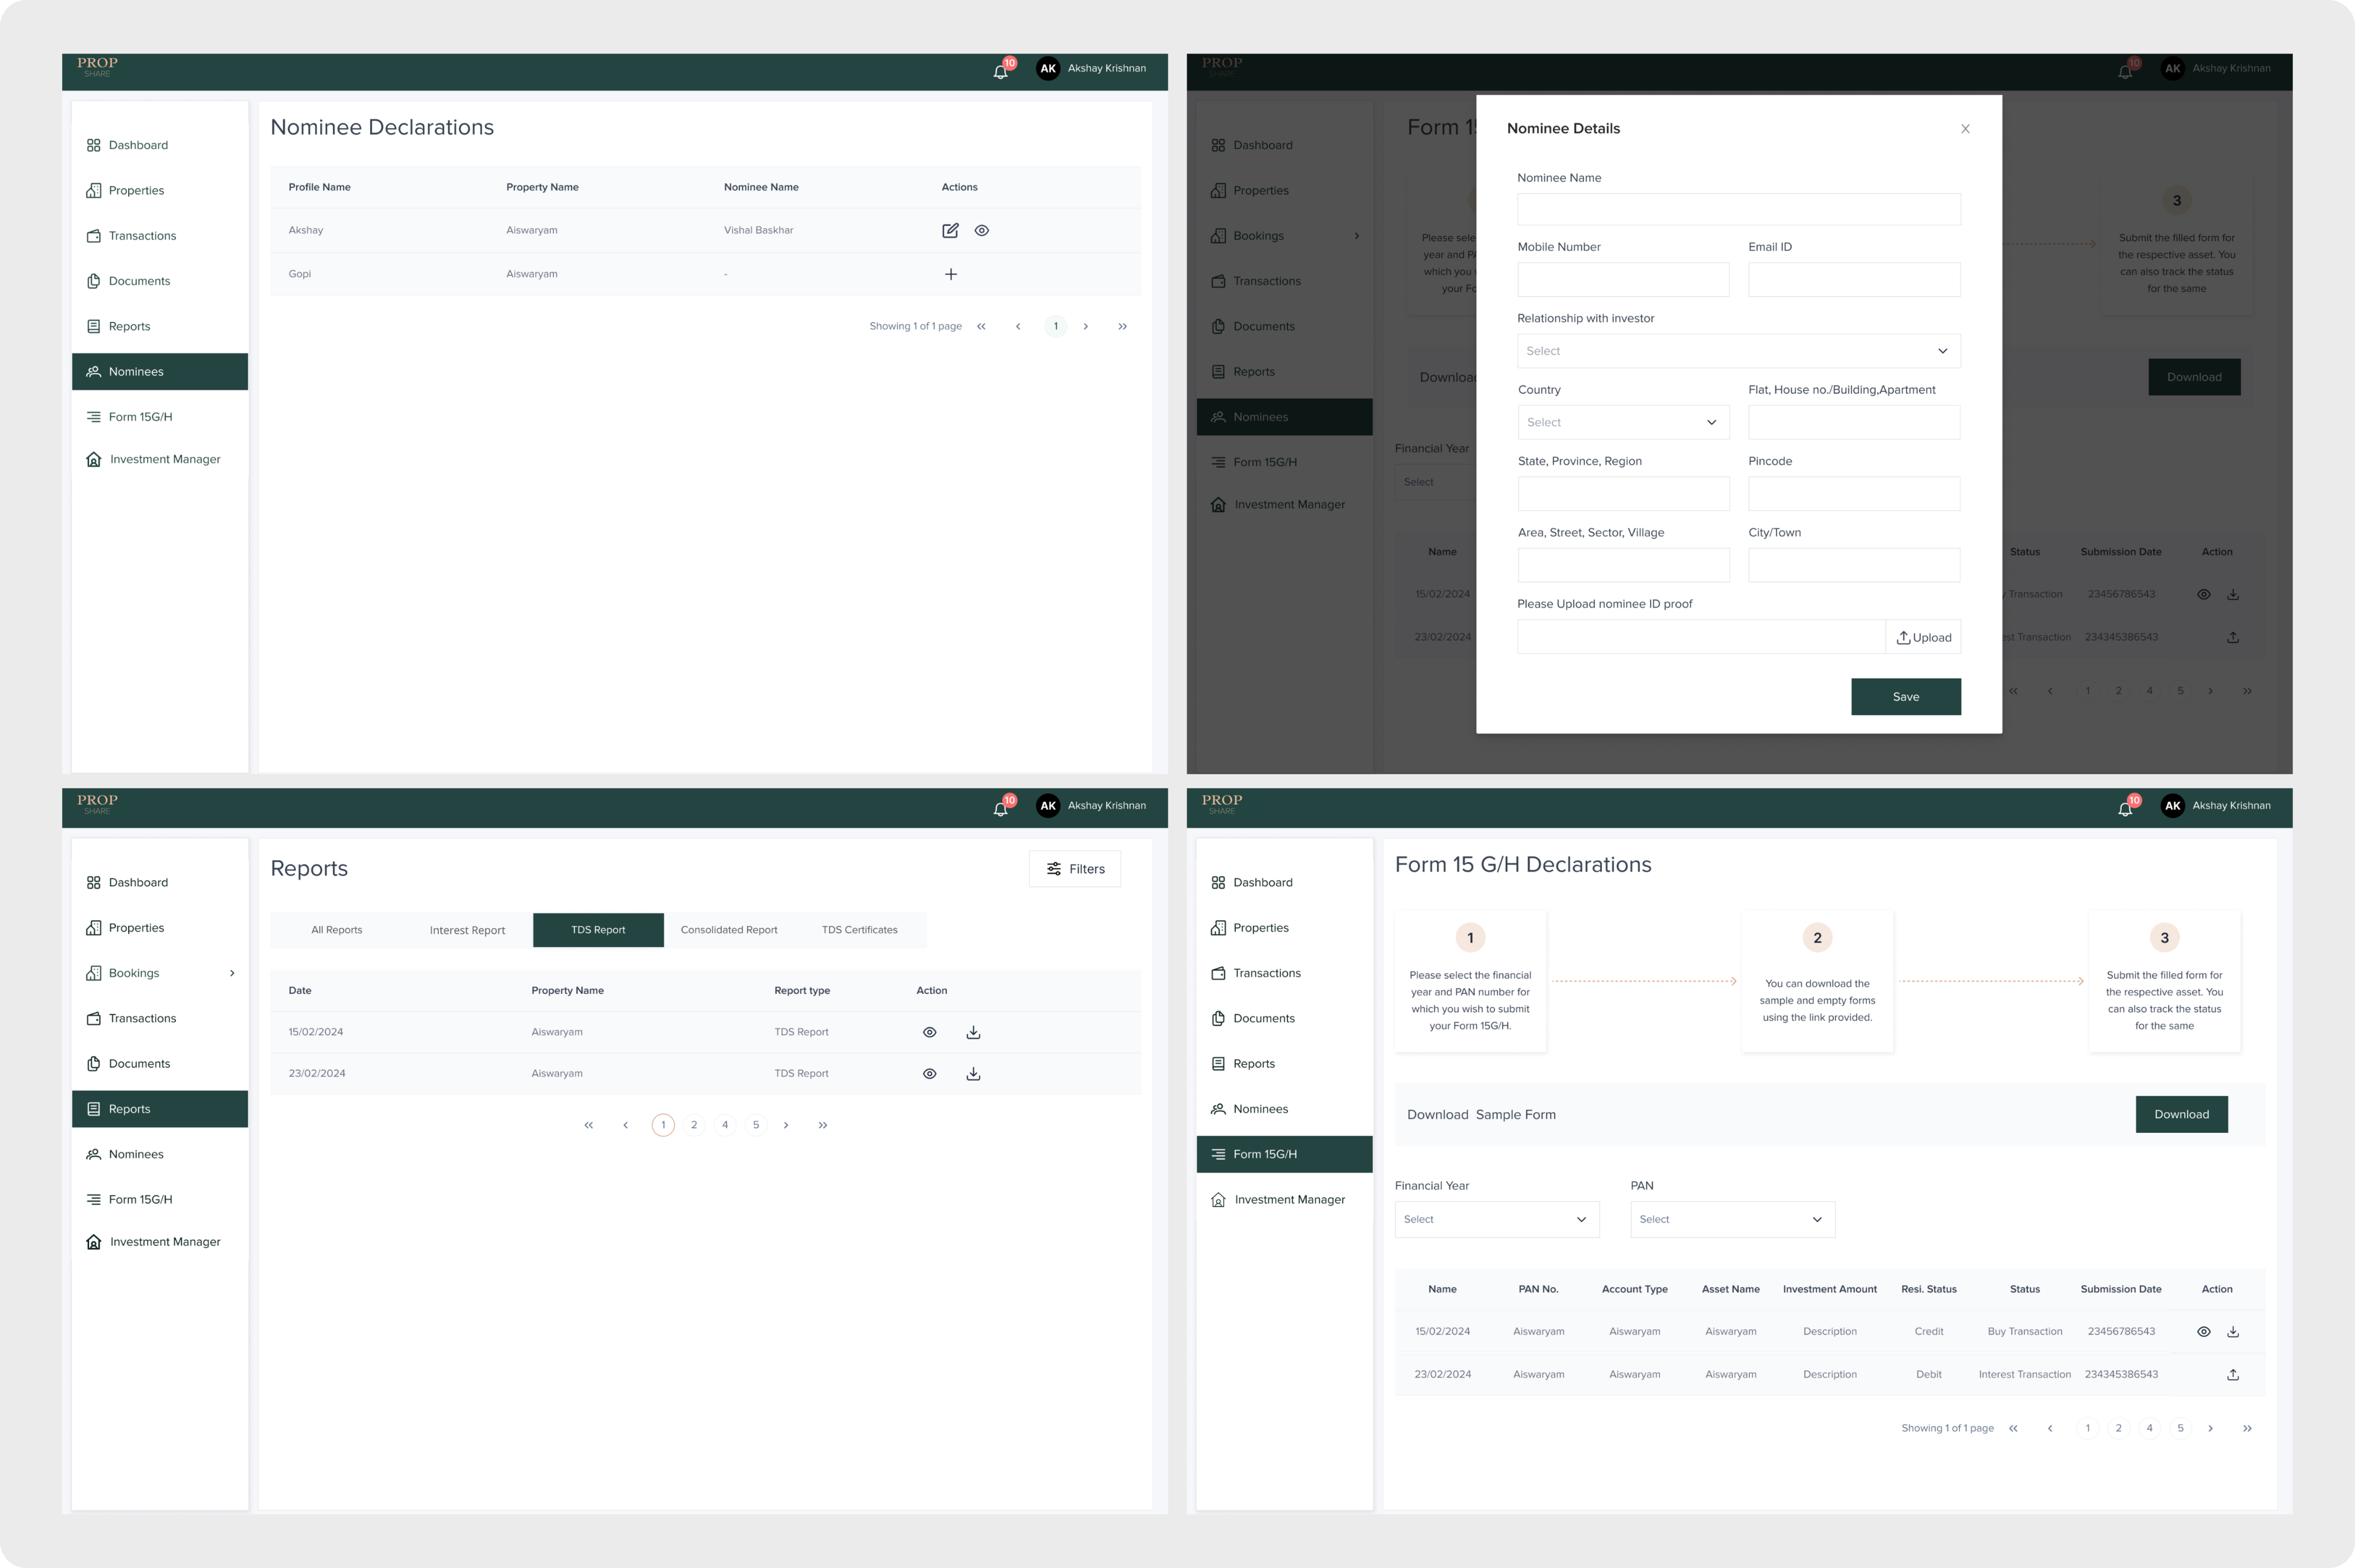 PROP
SHARE
10
AK
Akshay Krishnan
Dashboard
Properties
Transactions
Documents
Reports
Nominees
Form 15G/H
Investment Manager
Nominee Declarations
Profile Name Property Name Nominee Name Actions
Akshay Aiswaryam Vishal Baskhar
Gopi Aiswaryam -
Showing 1 of 1 page « ‹ 1 › »
PROP
SHARE
10
AK
Akshay Krishnan
Dashboard
Properties
Bookings
Transactions
Documents
Reports
Nominees
Form 15G/H
Investment Manager
Form 1
Please sele
year and PA
which you
your Fo
3
Submit the filled form for
the respective asset. You
can also track the status
for the same
Download
Download
Financial Year
Select
Name Status Submission Date Action
15/02/2024 Transaction 23456786543
23/02/2024 est Transaction 234345386543
« ‹ 1 2 4 5 › »
Nominee Details
Nominee Name
Mobile Number Email ID
Relationship with investor
Select
Country Flat, House no./Building,Apartment
Select
State, Province, Region Pincode
Area, Street, Sector, Village City/Town
Please Upload nominee ID proof
Upload
Save
PROP
SHARE
10
AK
Akshay Krishnan
Dashboard
Properties
Bookings
Transactions
Documents
Reports
Nominees
Form 15G/H
Investment Manager
Reports
Filters
All Reports Interest Report TDS Report Consolidated Report TDS Certificates
Date Property Name Report type Action
15/02/2024 Aiswaryam TDS Report
23/02/2024 Aiswaryam TDS Report
« ‹ 1 2 4 5 › »
PROP
SHARE
10
AK
Akshay Krishnan
Dashboard
Properties
Transactions
Documents
Reports
Nominees
Form 15G/H
Investment Manager
Form 15 G/H Declarations
1
Please select the financial
year and PAN number for
which you wish to submit
your Form 15G/H.
2
You can download the
sample and empty forms
using the link provided.
3
Submit the filled form for
the respective asset. You
can also track the status
for the same
Download Sample Form
Download
Financial Year PAN
Select Select
Name PAN No. Account Type Asset Name Investment Amount Resi. Status Status Submission Date Action
15/02/2024 Aiswaryam Aiswaryam Aiswaryam Description Credit Buy Transaction 23456786543
23/02/2024 Aiswaryam Aiswaryam Aiswaryam Description Debit Interest Transaction 234345386543
Showing 1 of 1 page « ‹ 1 2 4 5 › »